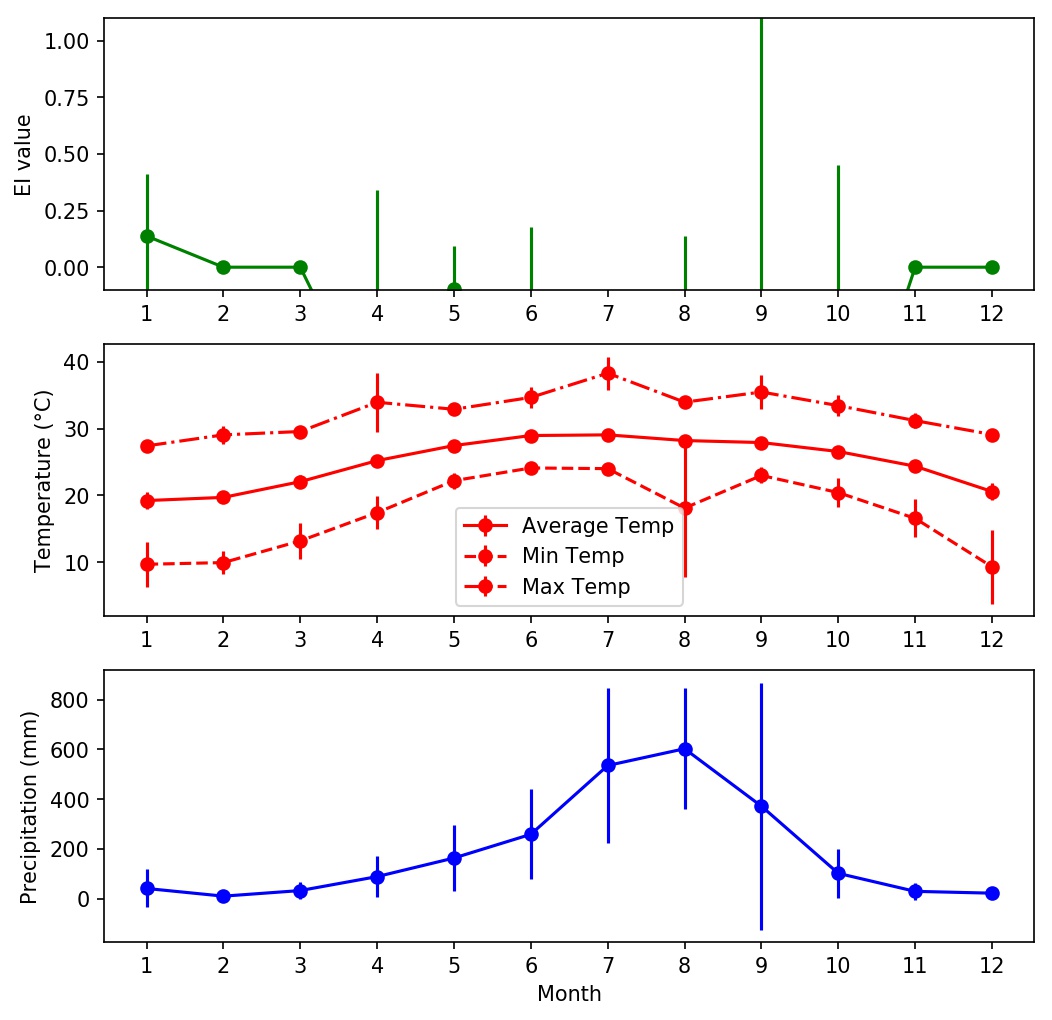 1.00
0.75
0.50
0.25
0.00
EI value
1 2 3 4 5 6 7 8 9 10 11 12
40
30
20
10
Temperature (°C)
Average Temp
Min Temp
Max Temp
1 2 3 4 5 6 7 8 9 10 11 12
800
600
400
200
0
Precipitation (mm)
1 2 3 4 5 6 7 8 9 10 11 12
Month